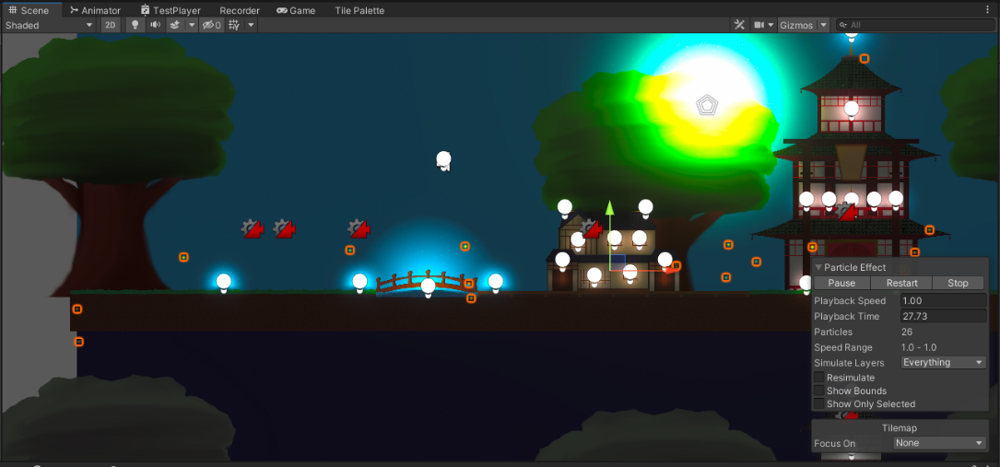 Scene Animator TestPlayer Recorder Game Tile Palette
Shaded 2D 0 Gizmos All
Particle Effect
Pause Restart Stop
Playback Speed 1.00
Playback Time 27.73
Particles 26
Speed Range 1.0 - 1.0
Simulate Layers Everything
Resimulate
Show Bounds
Show Only Selected
Tilemap
Focus On None